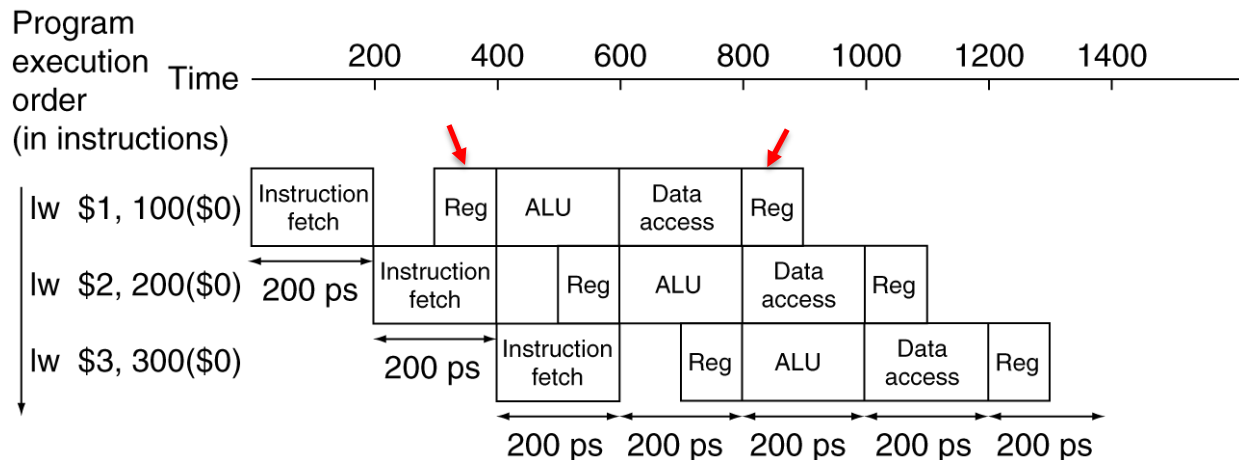 Program
execution
order
(in instructions)
Time
200 400 600 800 1000 1200 1400
lw $1, 100($0)
Instruction
fetch
Reg
ALU
Data
access
Reg
200 ps
lw $2, 200($0)
Instruction
fetch
Reg
ALU
Data
access
Reg
200 ps
lw $3, 300($0)
Instruction
fetch
Reg
ALU
Data
access
Reg
200 ps 200 ps 200 ps 200 ps 200 ps